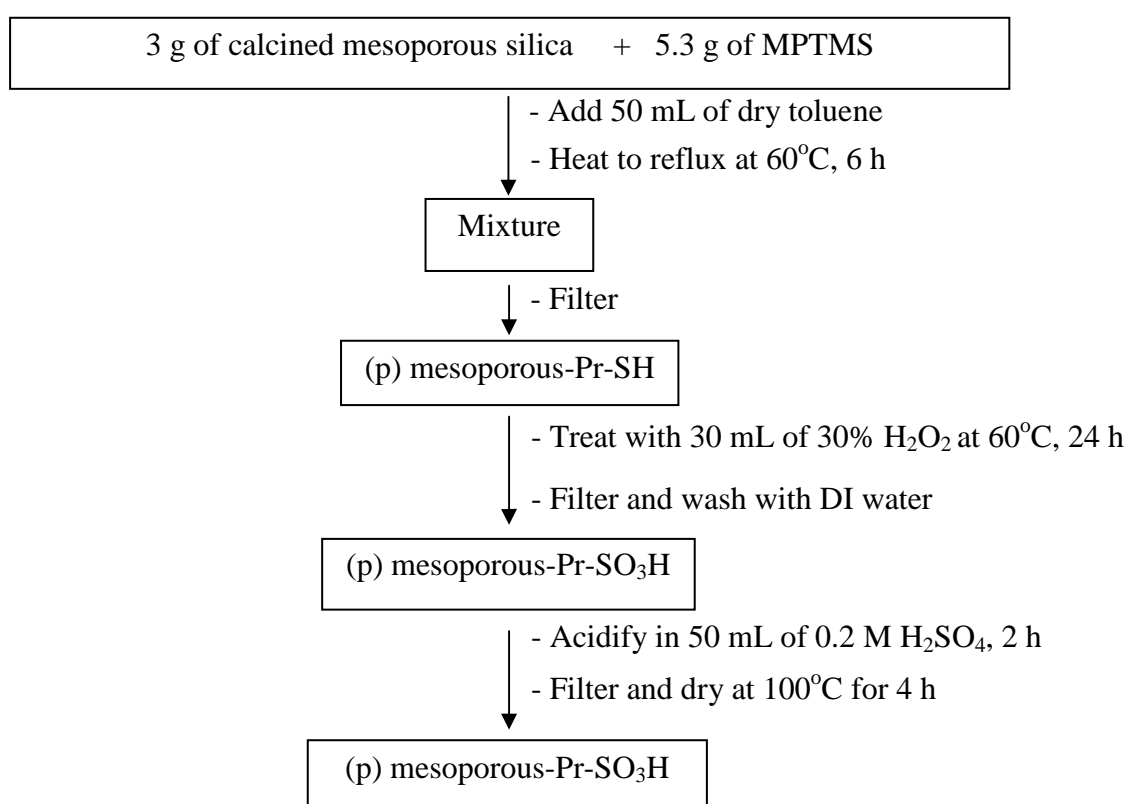 3 g of calcined mesoporous silica + 5.3 g of MPTMS
- Add 50 mL of dry toluene
- Heat to reflux at 60°C, 6 h
Mixture
- Filter
(p) mesoporous-Pr-SH
- Treat with 30 mL of 30% H₂O₂ at 60°C, 24 h
- Filter and wash with DI water
(p) mesoporous-Pr-SO₃H
- Acidify in 50 mL of 0.2 M H₂SO₄, 2 h
- Filter and dry at 100°C for 4 h
(p) mesoporous-Pr-SO₃H